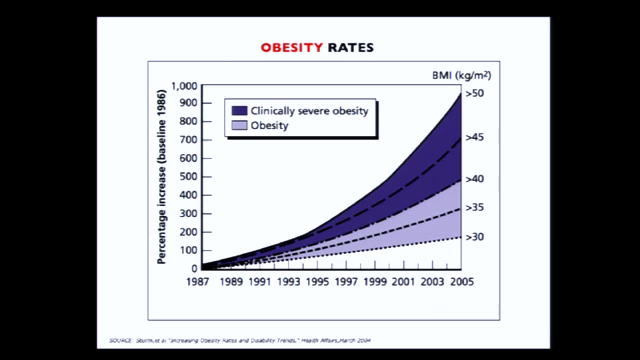 OBESITY RATES
BMI (kg/m²)
Percentage increase (baseline 1986)
1,000
900
800
700
600
500
400
300
200
100
0
Clinically severe obesity
Obesity
>50
>45
>40
>35
>30
1987 1989 1991 1993 1995 1997 1999 2001 2003 2005
SOURCE: Sturm,et al "Increasing Obesity Rates and Disability Trends," Health Affairs,March 2004